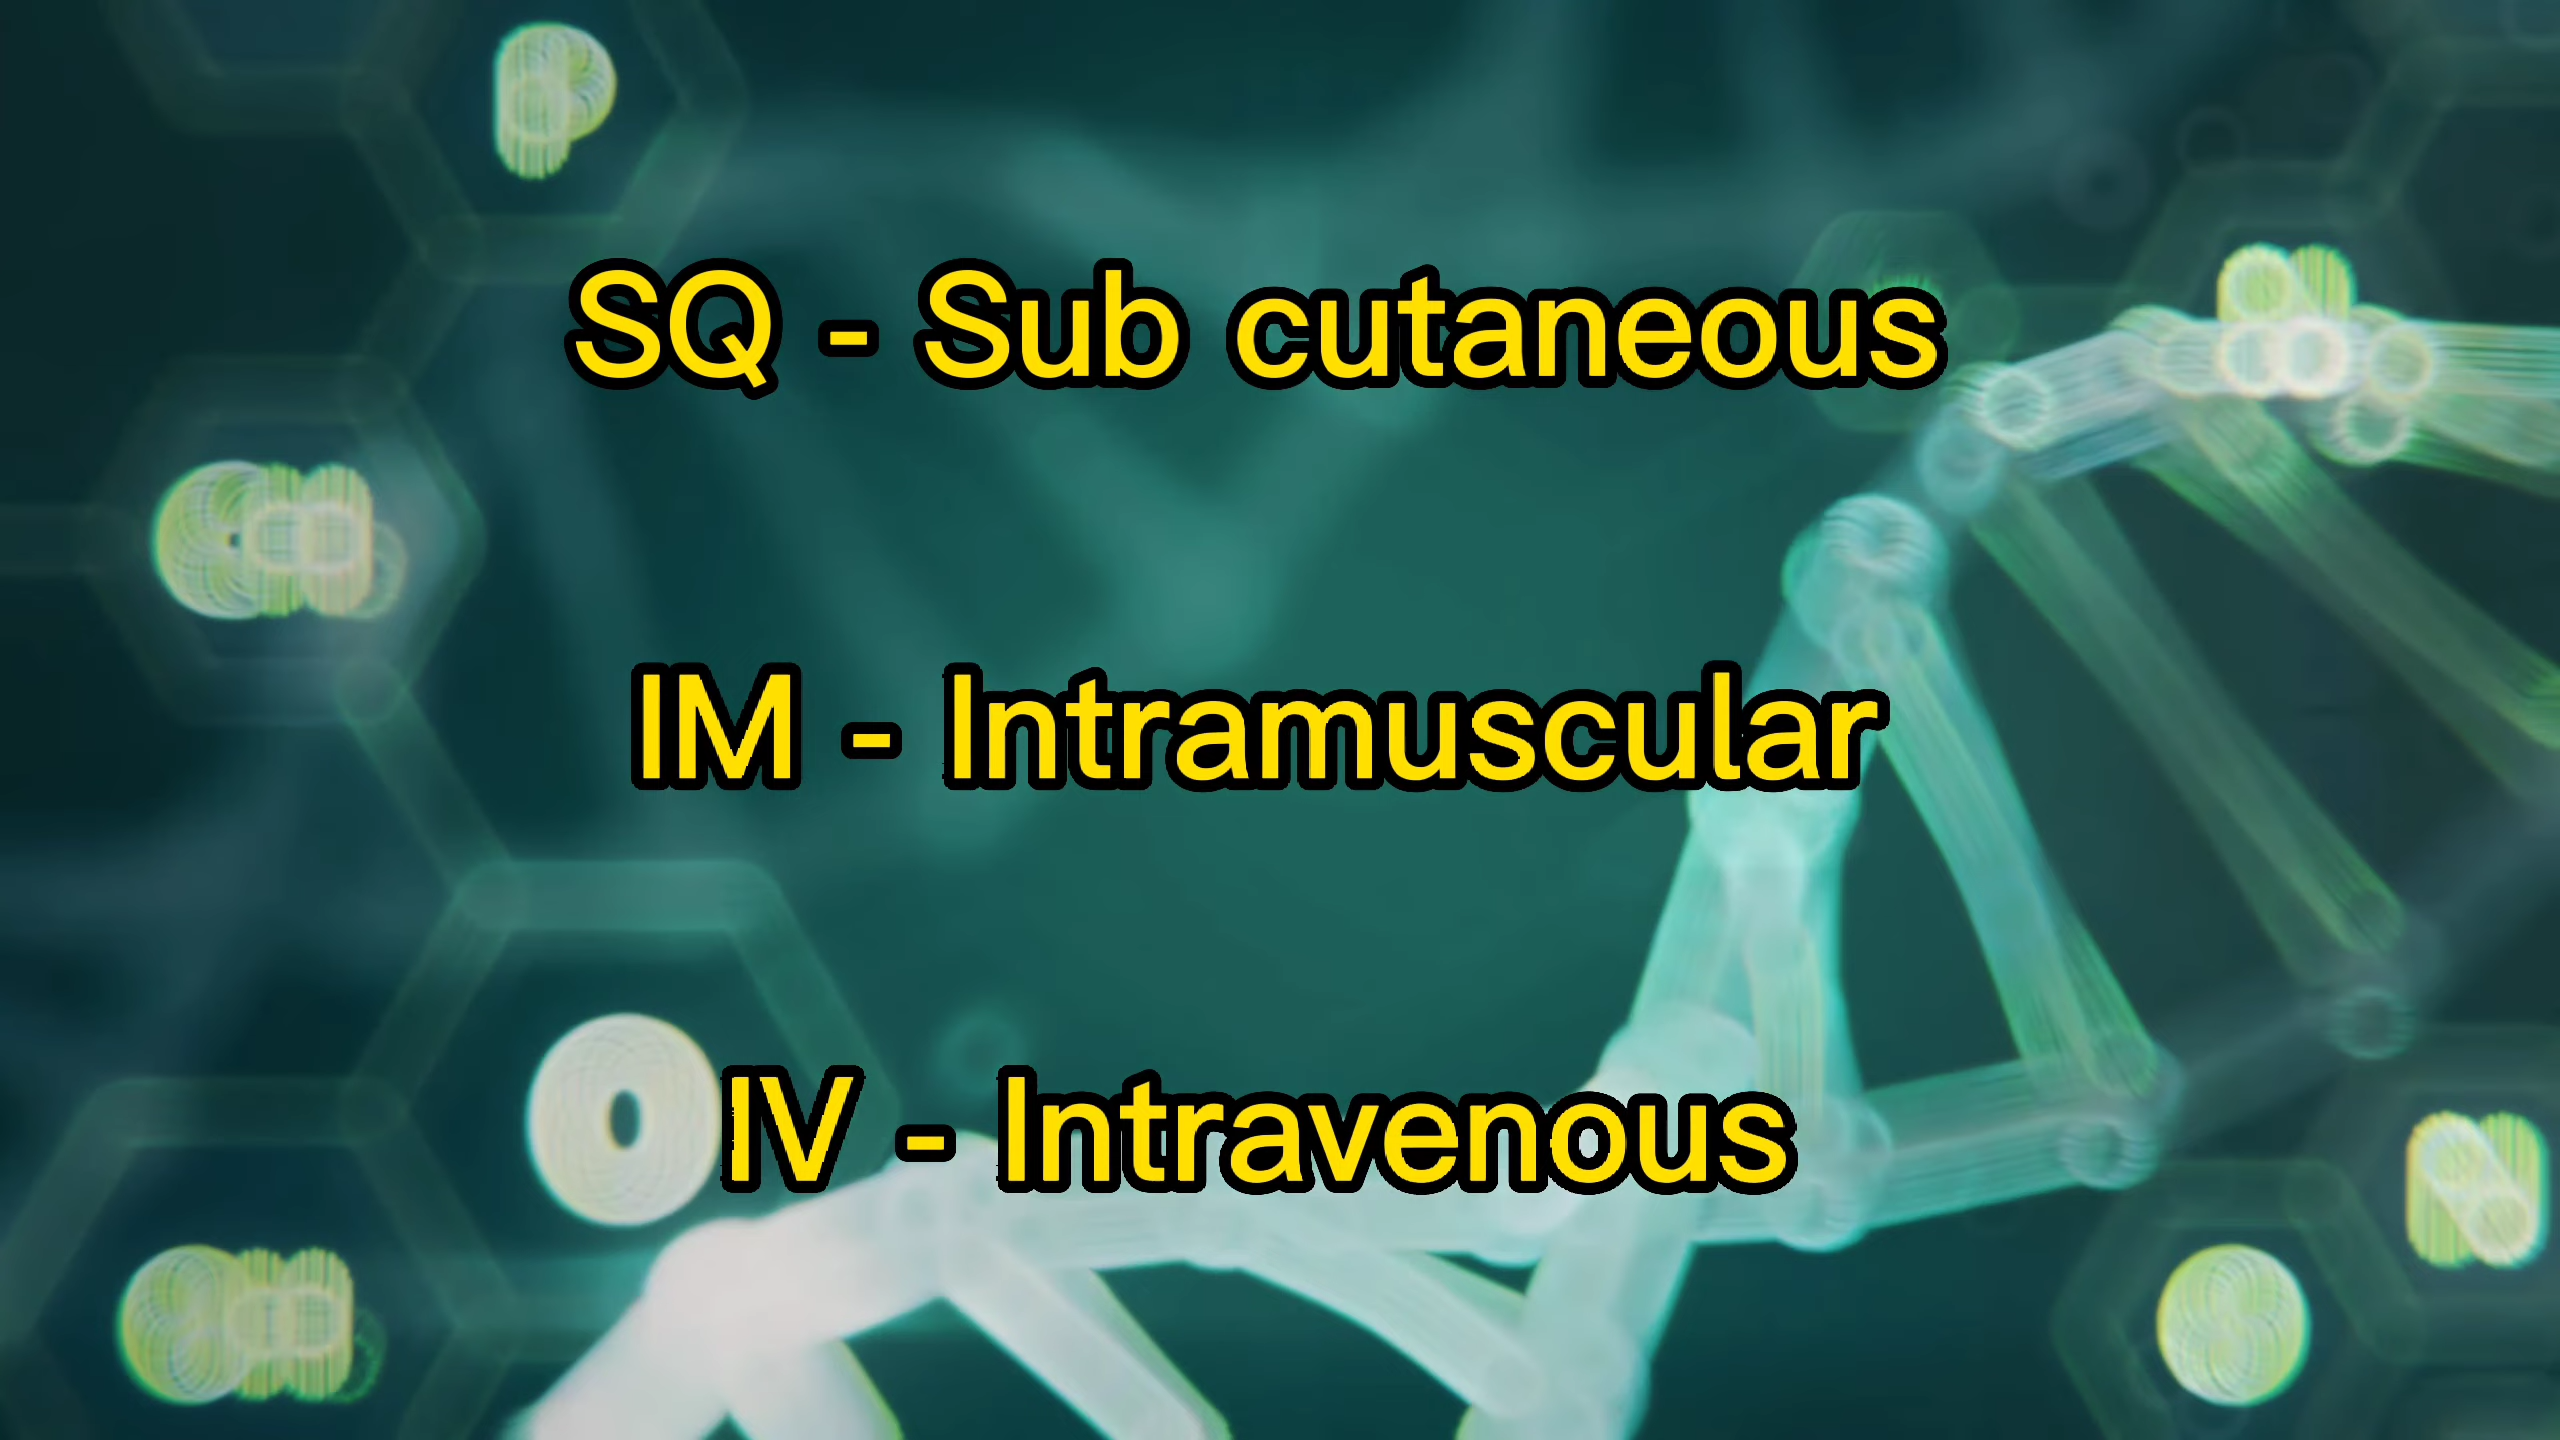 SQ - Sub cutaneous
IM - Intramuscular
IV - Intravenous